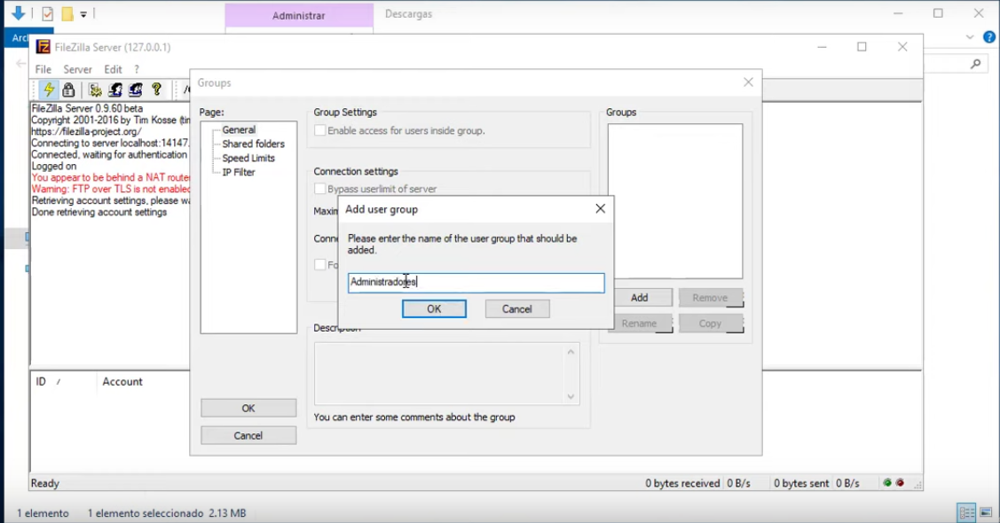 Administrar
Descargas
Arc
FileZilla Server (127.0.0.1)
File Server Edit ?
Groups
FileZilla Server 0.9.60 beta
Copyright 2001-2016 by Tim Kosse (tim
https://filezilla-project.org/
Connecting to server localhost:14147.
Connected, waiting for authentication
Logged on
You appear to be behind a NAT route
Warning: FTP over TLS is not enabled
Retrieving account settings, please wa
Done retrieving account settings
Page:
General
Shared folders
Speed Limits
IP Filter
Group Settings
Enable access for users inside group.
Connection settings
Bypass userlimit of server
Maxim
Conne
Fo
Groups
Add user group
Please enter the name of the user group that should be
added.
Administradores
OK Cancel
Add Remove
Rename Copy
Description
You can enter some comments about the group
OK
Cancel
ID / Account
Ready
0 bytes received 0 B/s 0 bytes sent 0 B/s
1 elemento 1 elemento seleccionado 2.13 MB